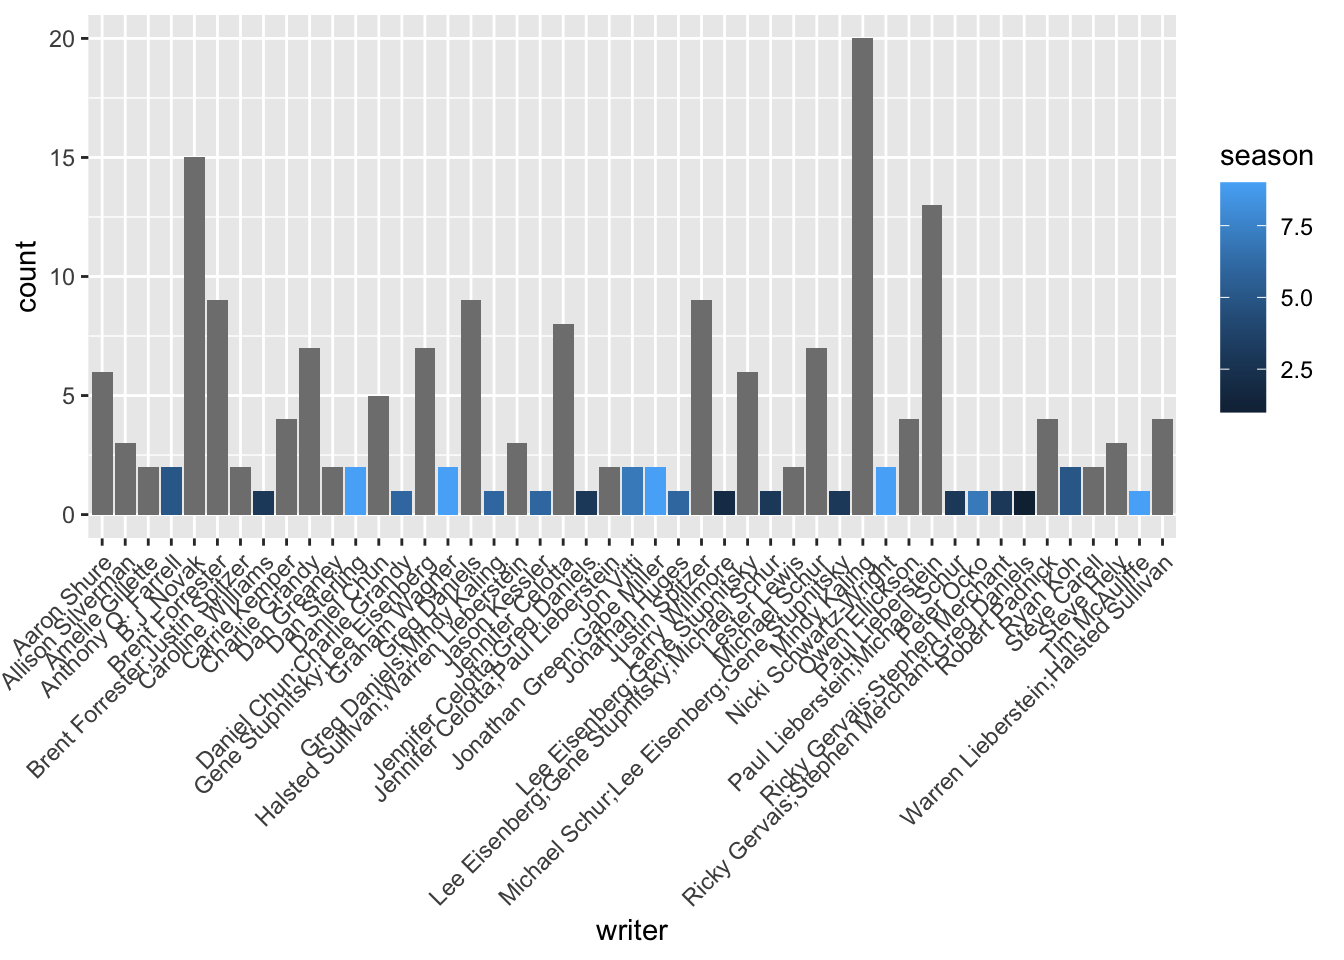 20
15
10
5
0
count
Aaron Shure
Allison Silverman
Amelie Gillette
Anthony Q. Farrell
B.J. Novak
Brent Forrester
Brent Forrester;Justin Spitzer
Caroline Williams
Carrie Kemper
Charlie Grandy
Dan Greaney
Dan Sterling
Daniel Chun
Daniel Chun;Charlie Grandy
Gene Stupnitsky;Lee Eisenberg
Graham Wagner
Greg Daniels
Greg Daniels;Mindy Kaling
Halsted Sullivan;Warren Lieberstein
Jason Kessler
Jennifer Celotta
Jennifer Celotta;Greg Daniels
Jennifer Celotta;Paul Lieberstein
Jon Vitti
Jonathan Green;Gabe Miller
Jonathan Huges
Justin Spitzer
Larry Willmore
Lee Eisenberg;Gene Stupnitsky
Lee Eisenberg;Gene Stupnitsky;Michael Schur
Lester Lewis
Michael Schur
Michael Schur;Lee Eisenberg;Gene Stupnitsky
Mindy Kaling
Nicki Schwartz-Wright
Owen Ellickson
Paul Lieberstein
Paul Lieberstein;Michael Schur
Peter Ocko
Ricky Gervais;Stephen Merchant
Ricky Gervais;Stephen Merchant;Greg Daniels
Robert Padnick
Ryan Koh
Steve Carell
Steve Hely
Tim McAuliffe
Warren Lieberstein;Halsted Sullivan
writer
season
7.5
5.0
2.5